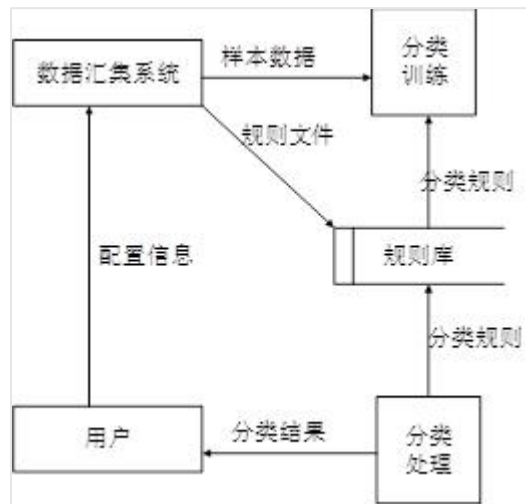 数据汇集系统
样本数据
分类
训练
规则文件
分类规则
配置信息
规则库
分类规则
用户
分类结果
分类
处理